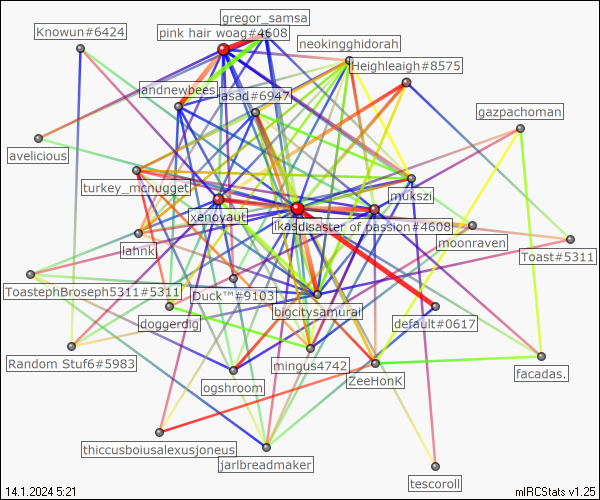 gregor_samsa
Knowun#6424
pink hair woag#4608
neokingghidorah
Heighleaigh#8575
andnewbees
asad#6947
gazpachoman
avelicious
turkey_mcnugget
mukszi
xenoyaut
ikasdisaster of passion#4608
moonraven
lahnk
Toast#5311
ToastephBroseph5311#5311
Duck™#9103
bigcitysamurai
doggerdig
default#0617
Random Stuf6#5983
mingus4742
facadas.
ZeeHonK
ogshroom
thiccusboiusalexusjoneus
jarlbreadmaker
tescoroll
14.1.2024 5:21
mIRCStats v1.25